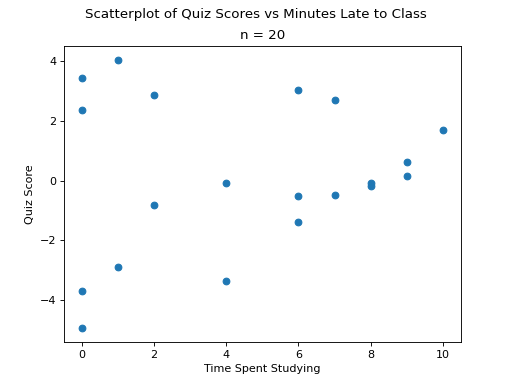 Scatterplot of Quiz Scores vs Minutes Late to Class
n = 20
4
2
0
−2
−4
Quiz Score
0 2 4 6 8 10
Time Spent Studying